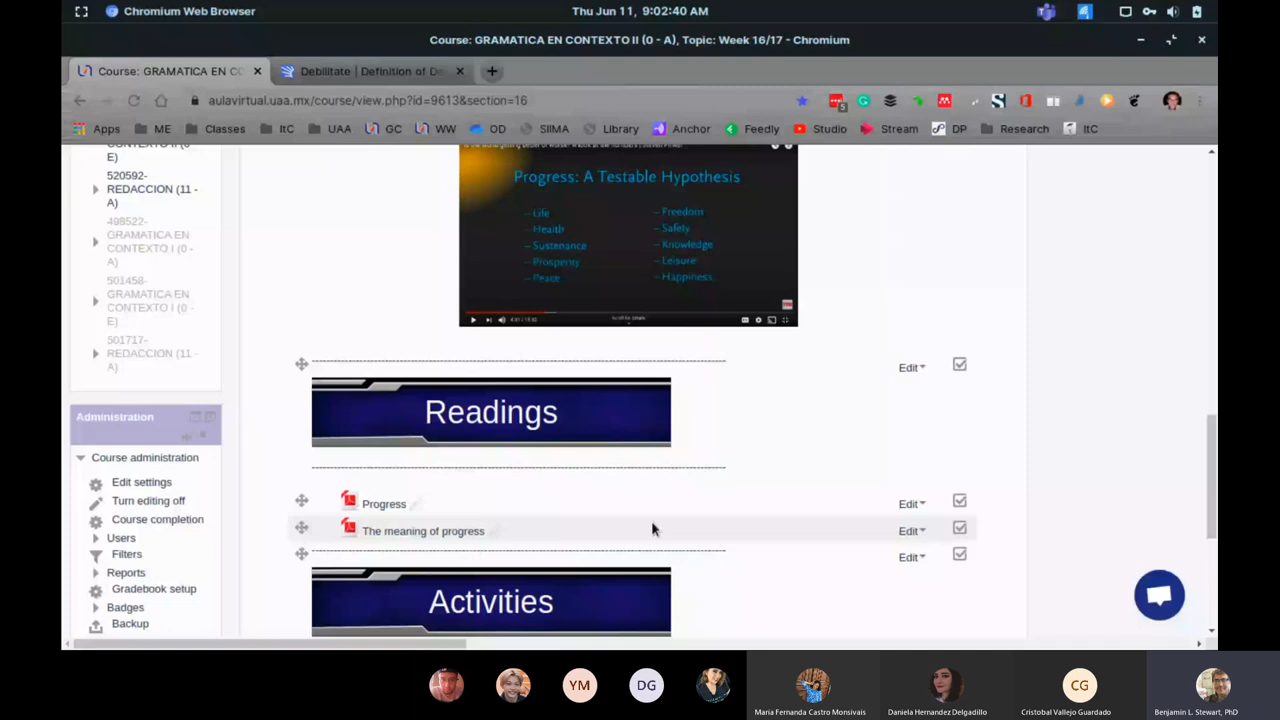 Chromium Web Browser
Thu Jun 11, 9:02:40 AM
Course: GRAMATICA EN CONTEXTO II (0 - A), Topic: Week 16/17 - Chromium
Course: GRAMATICA EN CO
Debilitate | Definition of De
aulavirtual.uaa.mx/course/view.php?id=9613&section=16
5
Apps ME Classes ItC UAA GC WW OD SIIMA Library Anchor Feedly Studio Stream DP Research ItC
CONTEXTO II (0 -
E)
520592-
REDACCION (11 -
A)
498522-
GRAMATICA EN
CONTEXTO I (0 -
A)
501458-
GRAMATICA EN
CONTEXTO I (0 -
E)
501717-
REDACCION (11 -
A)
Administration
Course administration
Edit settings
Turn editing off
Course completion
Users
Filters
Reports
Gradebook setup
Badges
Backup
Progress: A Testable Hypothesis
– Life
– Health
– Sustenance
– Prosperity
– Peace
– Freedom
– Safety
– Knowledge
– Leisure
– Happiness
Edit
Readings
Progress
Edit
The meaning of progress
Edit
Edit
Activities
YM
DG
CG
Maria Fernanda Castro Monsivais
Daniela Hernandez Delgadillo
Cristobal Vallejo Guardado
Benjamin L. Stewart, PhD